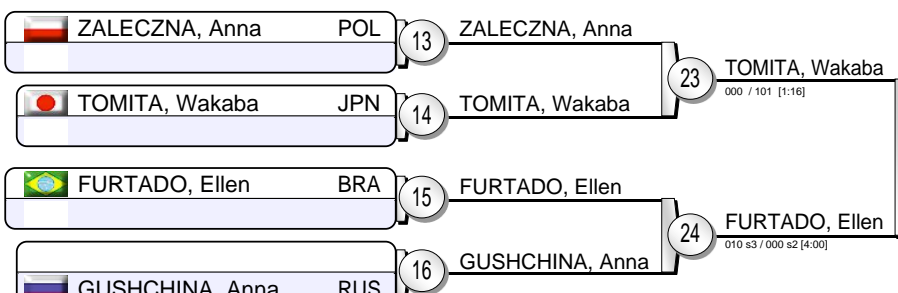 ZALECZNA, Anna POL
13
ZALECZNA, Anna
23
TOMITA, Wakaba
000 / 101 [1:16]
TOMITA, Wakaba JPN
14
TOMITA, Wakaba
FURTADO, Ellen BRA
15
FURTADO, Ellen
24
FURTADO, Ellen
010 s3 / 000 s2 [4:00]
16
GUSHCHINA, Anna
GUSHCHINA, Anna RUS